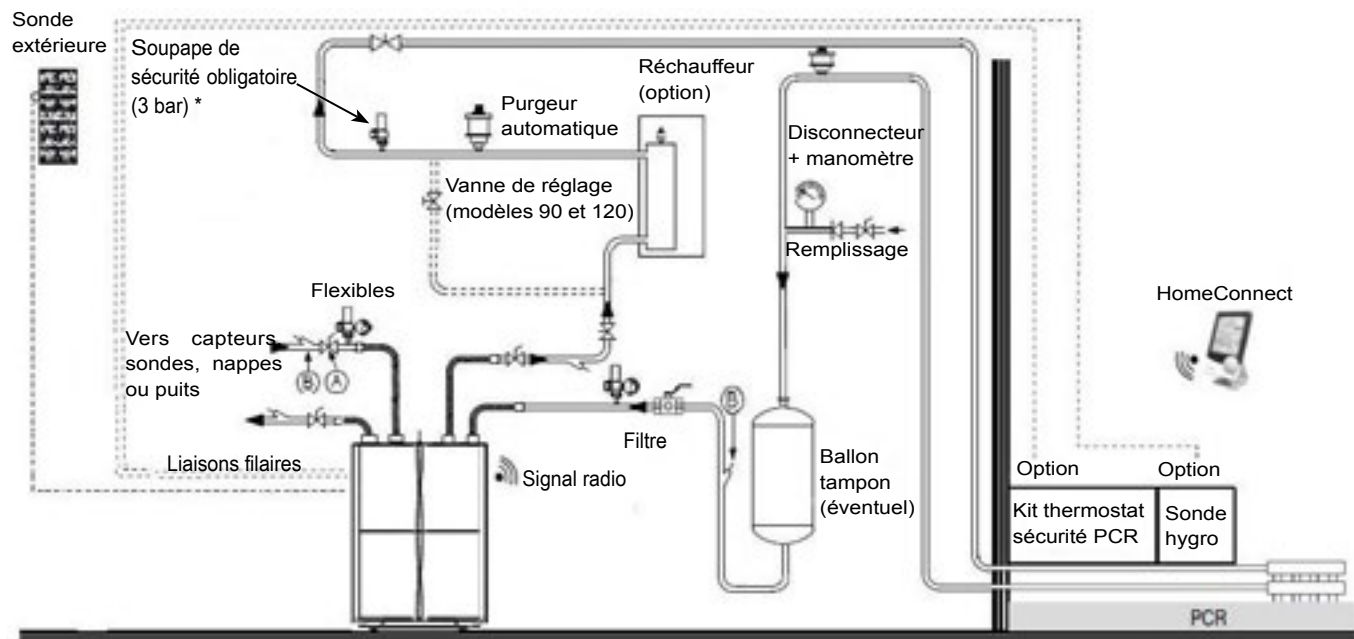 Sonde
extérieure
Soupape de
sécurité obligatoire
(3 bar) *
Purgeur
automatique
Réchauffeur
(option)
Disconnecteur
+ manomètre
Vanne de réglage
(modèles 90 et 120)
Remplissage
HomeConnect
Flexibles
Vers capteurs
sondes, nappes
ou puits
B
A
B
Filtre
Liaisons filaires
Signal radio
Ballon
tampon
(éventuel)
Option
Option
Kit thermostat
sécurité PCR
Sonde
hygro
PCR